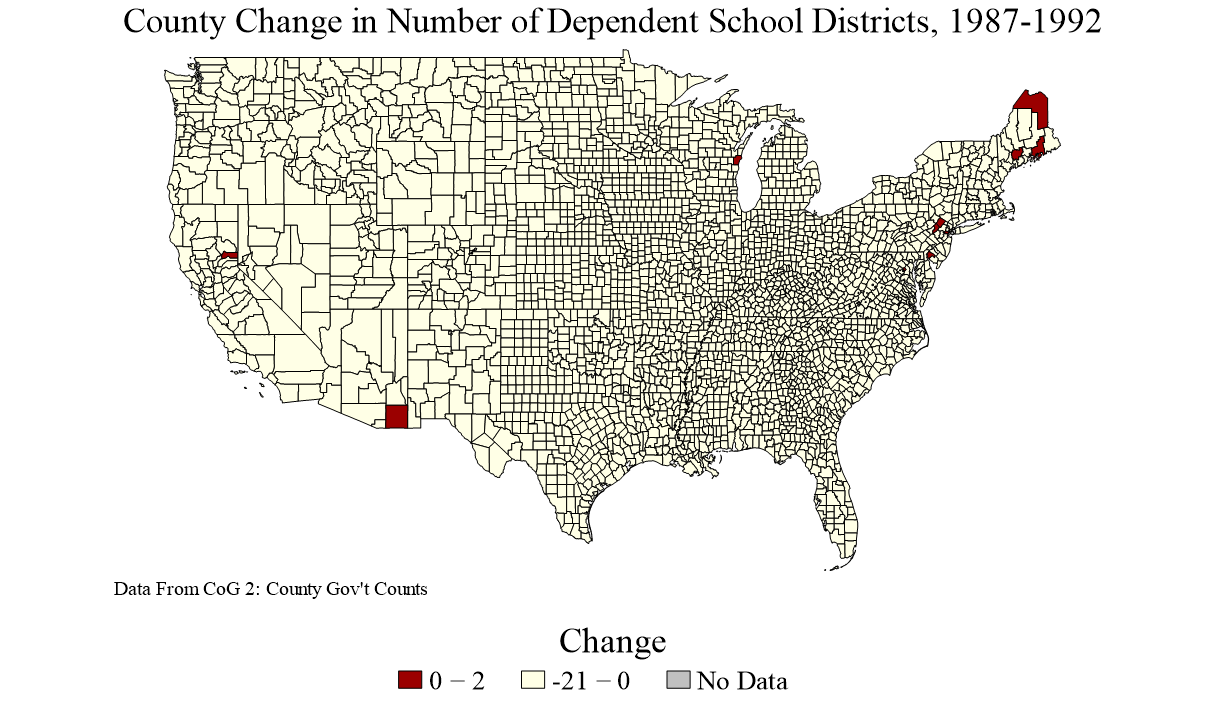 County Change in Number of Dependent School Districts, 1987-1992
Data From CoG 2: County Gov't Counts
Change
0 − 2
-21 − 0
No Data